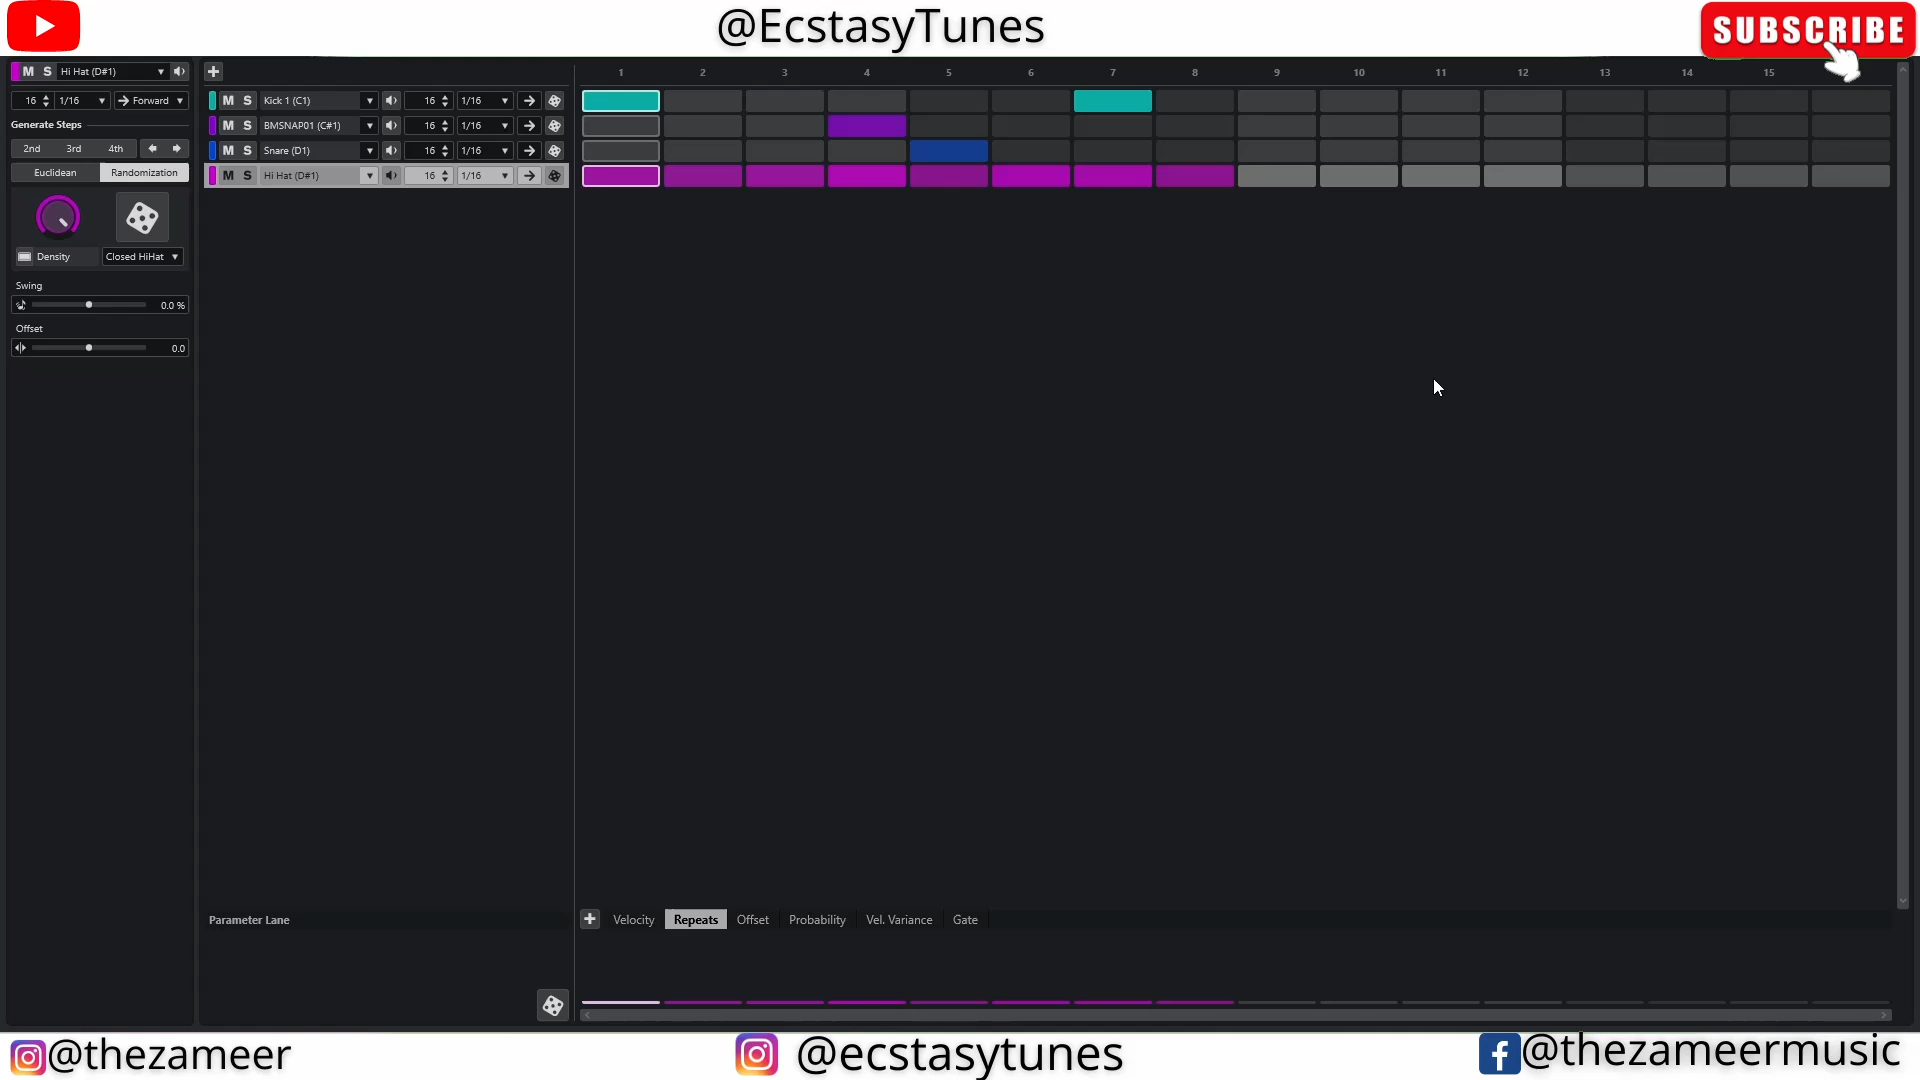 @EcstasyTunes
SUBSCRIBE
M S Hi Hat (D#1)
16 1/16 Forward
Generate Steps
2nd 3rd 4th
Euclidean Randomization
Density Closed HiHat
Swing
0.0 %
Offset
0.0
1 2 3 4 5 6 7 8 9 10 11 12 13 14 15
M S Kick 1 (C1) 16 1/16
M S BMSNAP01 (C#1) 16 1/16
M S Snare (D1) 16 1/16
M S Hi Hat (D#1) 16 1/16
Parameter Lane
Velocity Repeats Offset Probability Vel. Variance Gate
@thezameer
@ecstasytunes
@thezameermusic